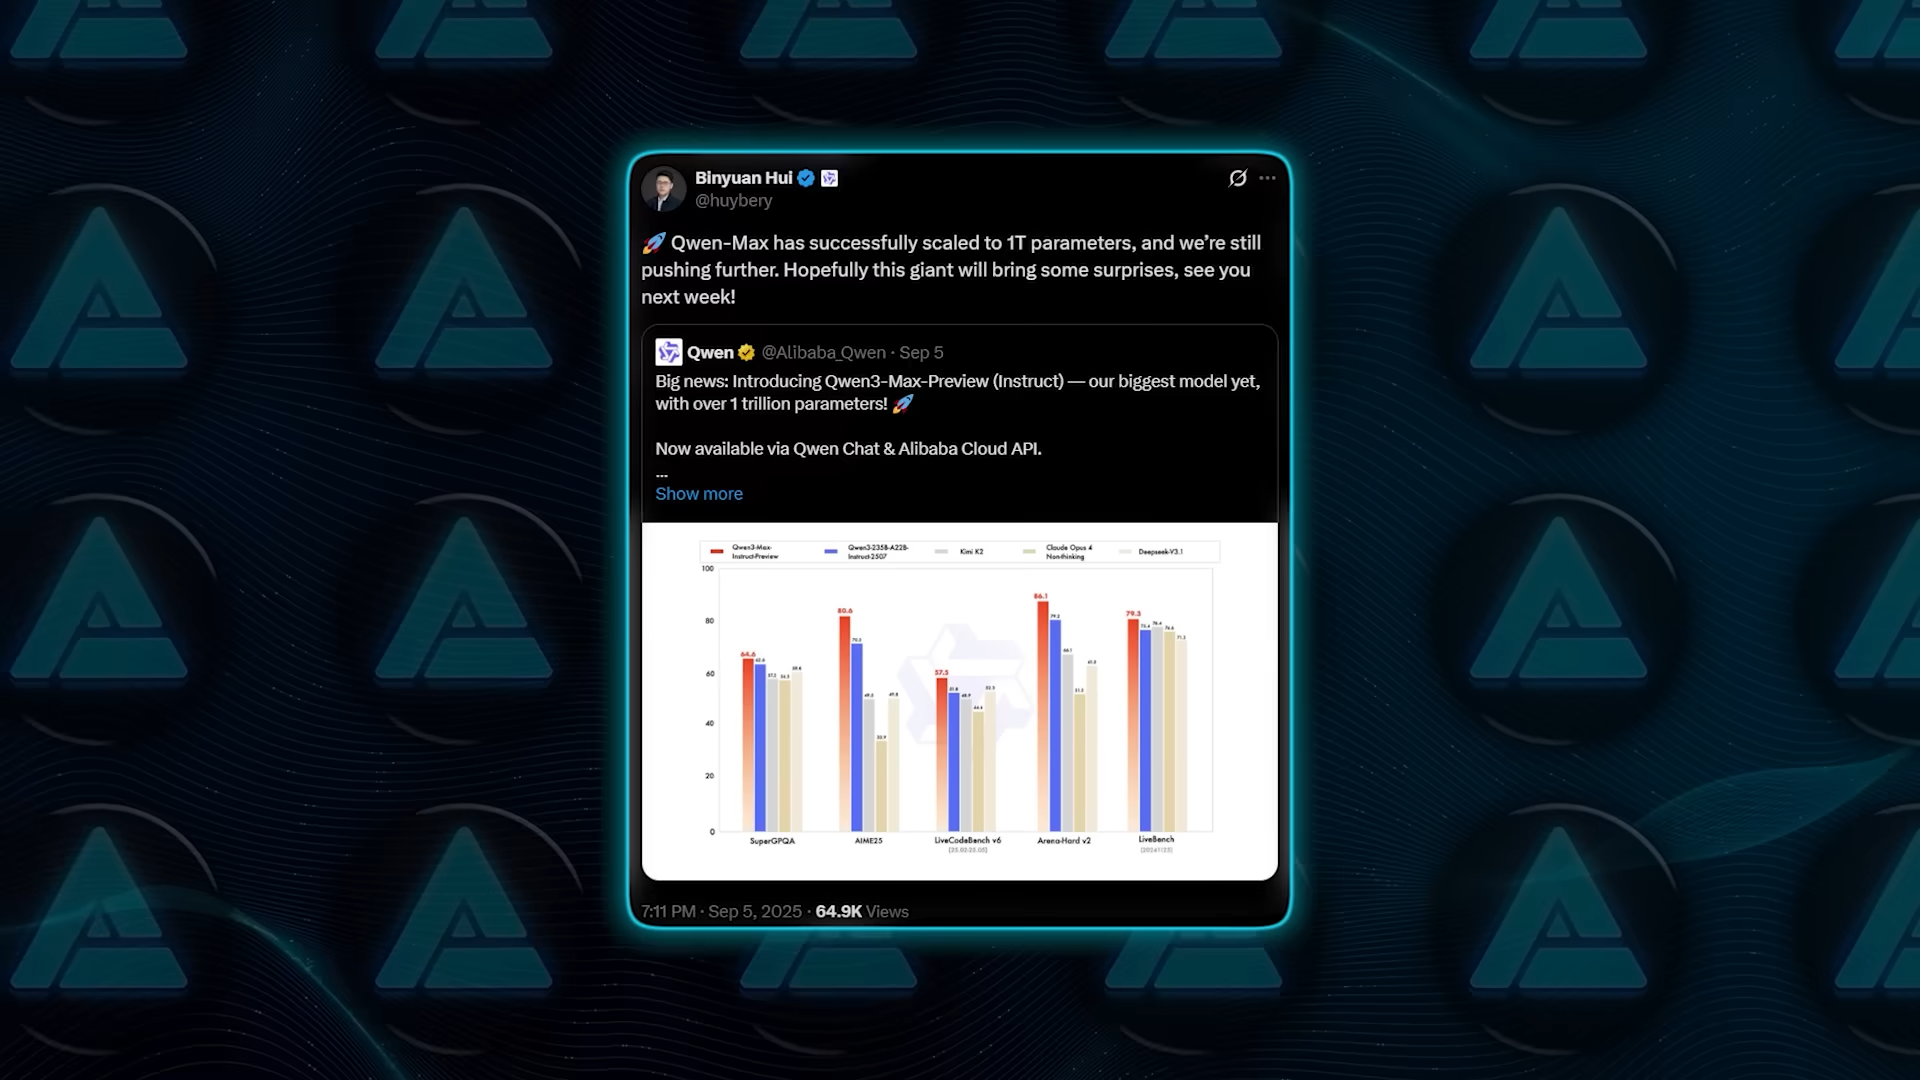 Binyuan Hui
@huybery
🚀 Qwen-Max has successfully scaled to 1T parameters, and we’re still
pushing further. Hopefully this giant will bring some surprises, see you
next week!
Qwen @Alibaba_Qwen · Sep 5
Big news: Introducing Qwen3-Max-Preview (Instruct) — our biggest model yet,
with over 1 trillion parameters! 🚀
Now available via Qwen Chat & Alibaba Cloud API.
...
Show more
Qwen3-Max-
Instruct-Preview
Qwen3-235B-A22B-
Instruct-2507
Kimi K2
Claude Opus 4
Non-thinking
Deepseek-V3.1
100
80
60
40
20
0
64.6
80.6
57.5
86.1
79.3
SuperGPQA
AIME25
LiveCodeBench v6
Arena-Hard v2
LiveBench
(20241125)
7:11 PM · Sep 5, 2025 · 64.9K Views